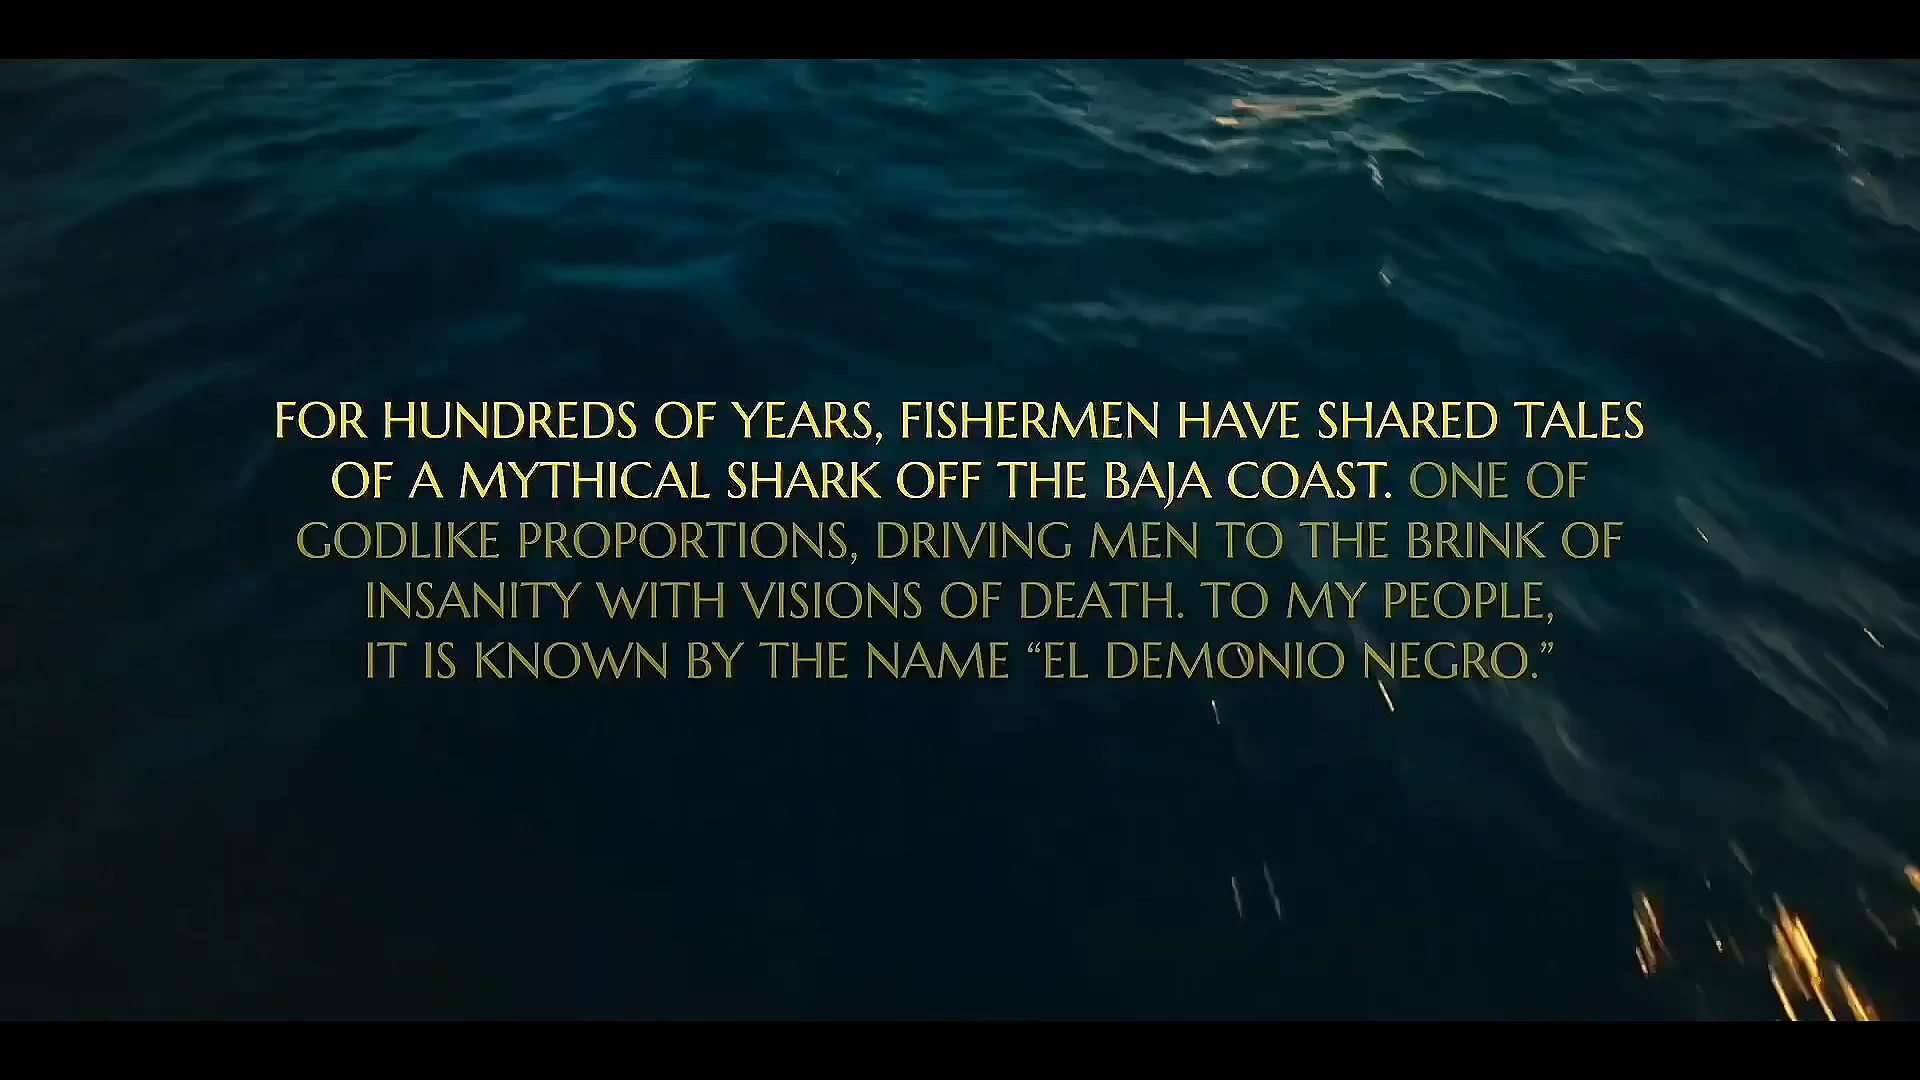 FOR HUNDREDS OF YEARS, FISHERMEN HAVE SHARED TALES
OF A MYTHICAL SHARK OFF THE BAJA COAST. ONE OF
GODLIKE PROPORTIONS, DRIVING MEN TO THE BRINK OF
INSANITY WITH VISIONS OF DEATH. TO MY PEOPLE,
IT IS KNOWN BY THE NAME “EL DEMONIO NEGRO.”